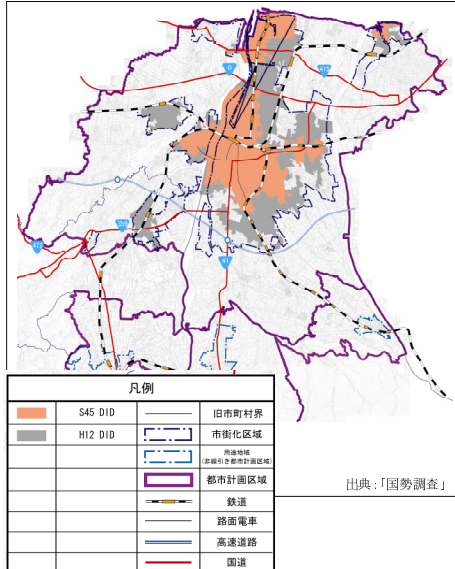 8
415
359
472
41
凡例
S45 DID
旧市町村界
H12 DID
市街化区域
用途地域
(非線引き都市計画区域)
都市計画区域
鉄道
路面電車
高速道路
国道
出典:「国勢調査」